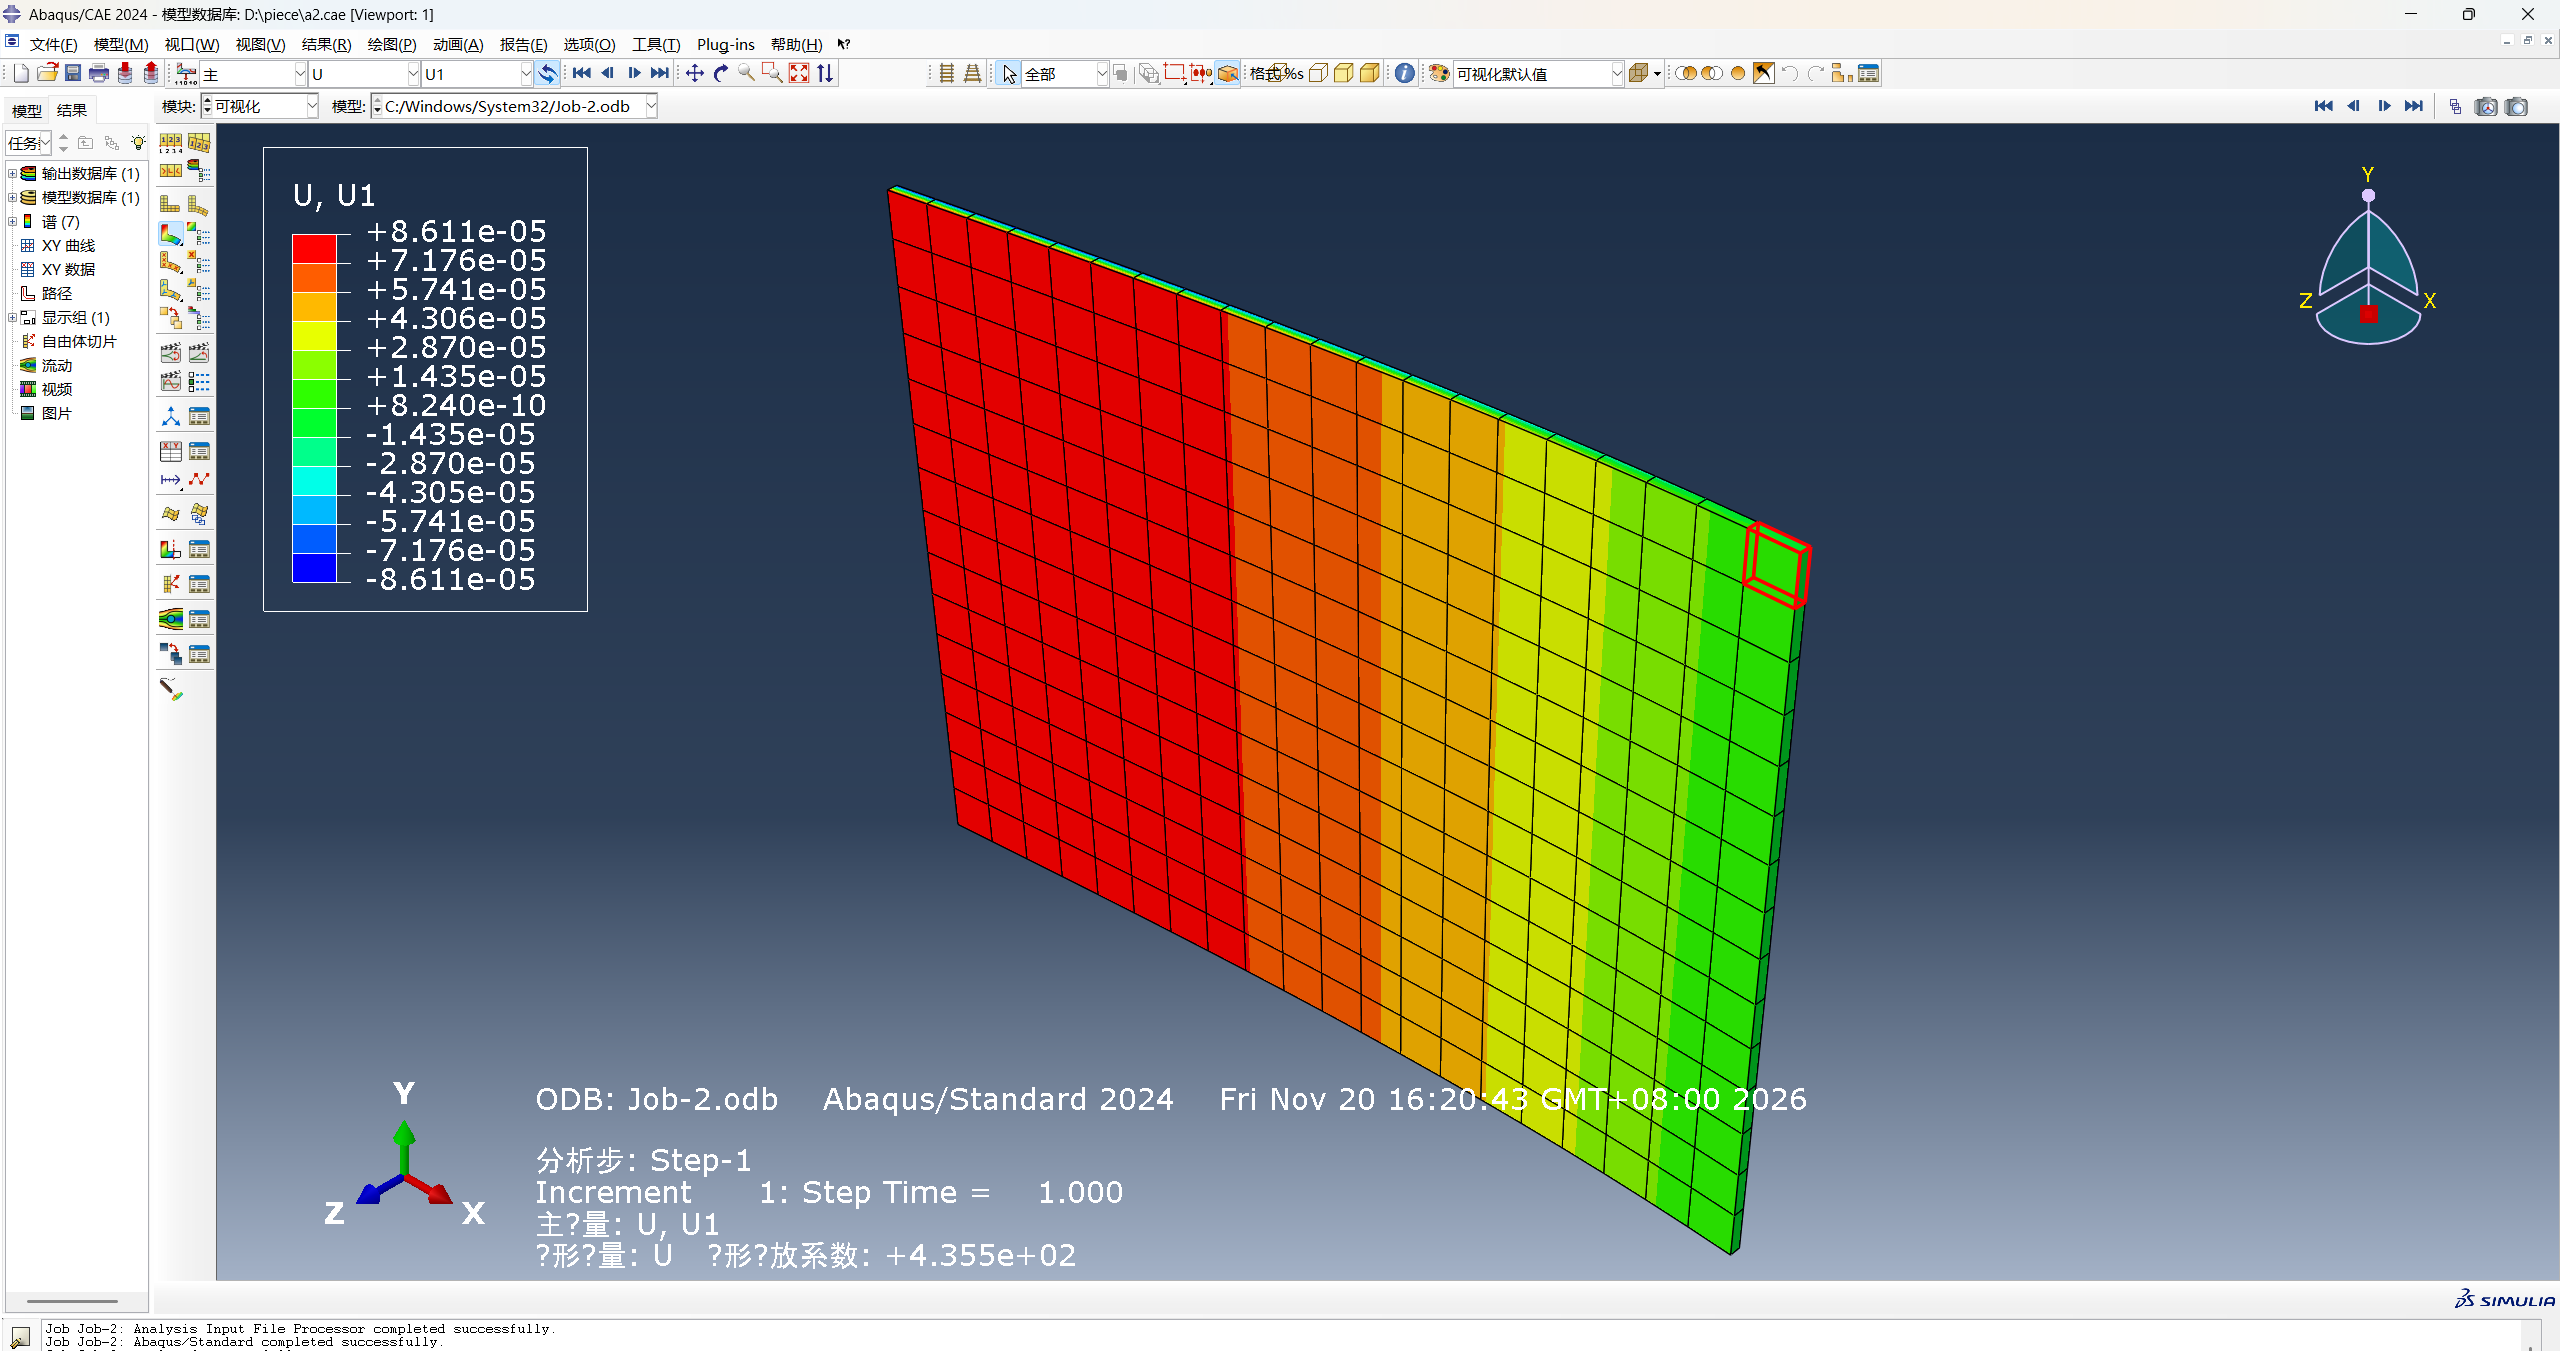 Abaqus/CAE 2024 - 模型数据库: D:\piece\a2.cae [Viewport: 1]
文件(F) 模型(M) 视口(W) 视图(V) 结果(R) 绘图(P) 动画(A) 报告(E) 选项(O) 工具(T) Plug-ins 帮助(H)
主 U U1 全部 格式%s 可视化默认值
模型 结果 模块: 可视化 模型: C:/Windows/System32/Job-2.odb
输出数据库 (1)
模型数据库 (1)
谱 (7)
XY 曲线
XY 数据
路径
显示组 (1)
自由体切片
流动
视频
图片
U, U1
+8.611e-05
+7.176e-05
+5.741e-05
+4.306e-05
+2.870e-05
+1.435e-05
+8.240e-10
-1.435e-05
-2.870e-05
-4.305e-05
-5.741e-05
-7.176e-05
-8.611e-05
Y
Z X
Y
Z X
ODB: Job-2.odb Abaqus/Standard 2024 Fri Nov 20 16:20:43 GMT+08:00 2026
分析步: Step-1
Increment 1: Step Time = 1.000
主?量: U, U1
?形?量: U ?形?放系数: +4.355e+02
SIMULIA
Job Job-2: Analysis Input File Processor completed successfully.
Job Job-2: Abaqus/Standard completed successfully.